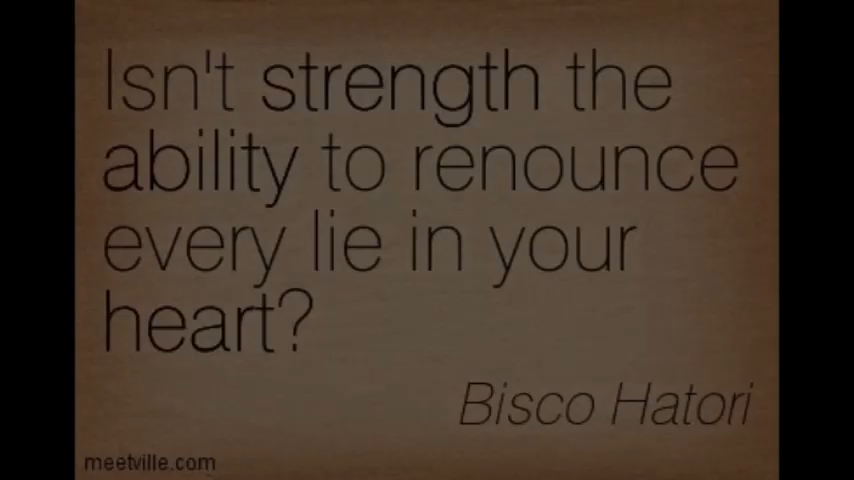 Isn't strength the
ability to renounce
every lie in your
heart?
Bisco Hatori
meetville.com